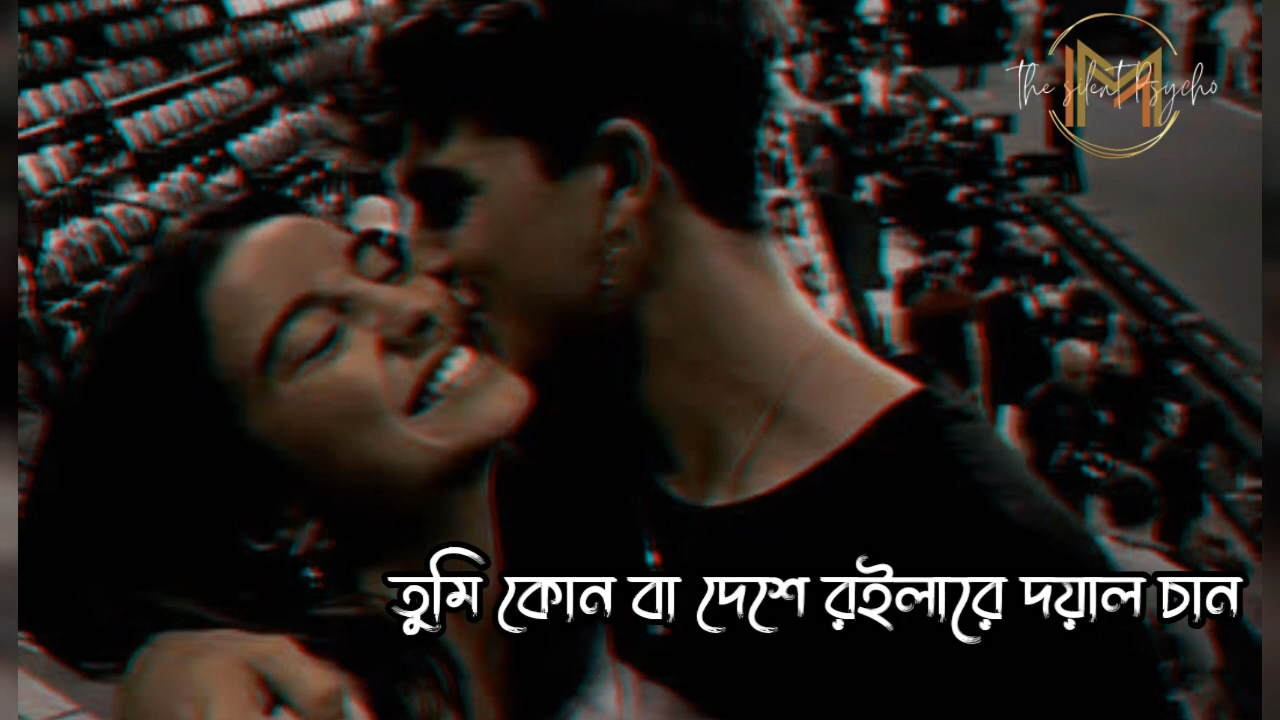 The silent Psycho
তুমি কোন বা দেশে রইলারে দয়াল চান